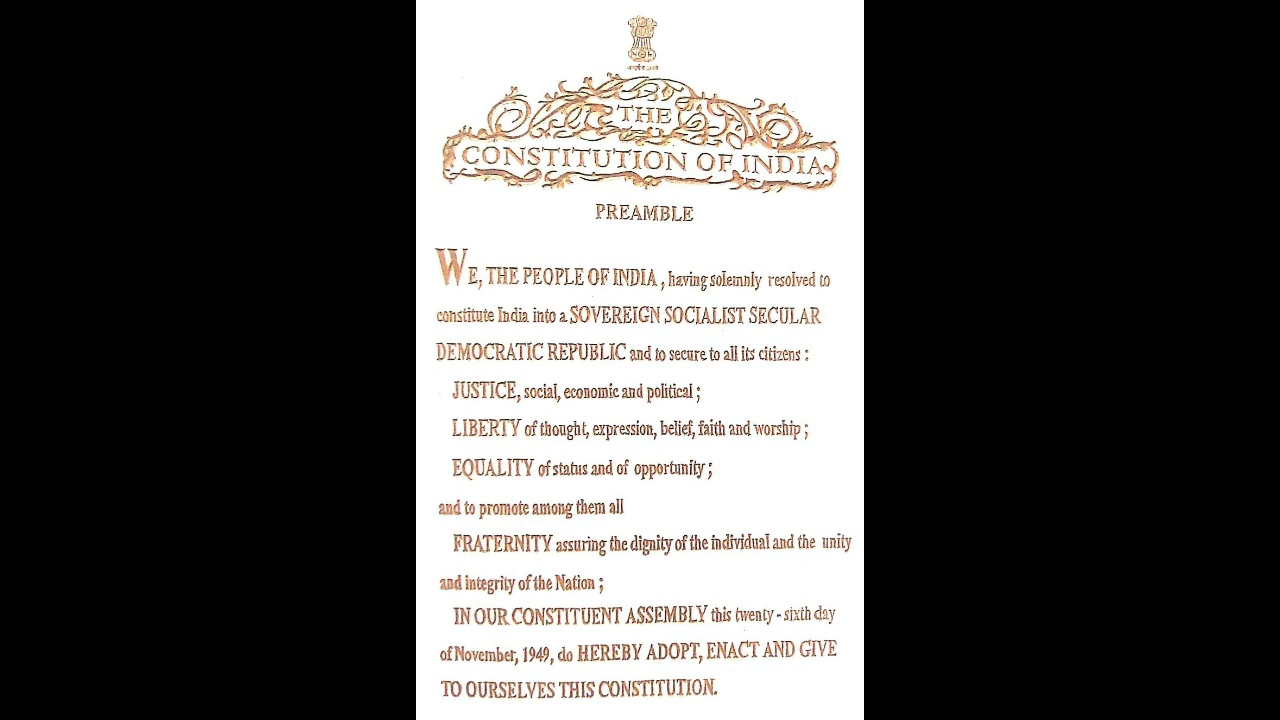 THE
CONSTITUTION OF INDIA
PREAMBLE
WE, THE PEOPLE OF INDIA , having solemnly resolved to
constitute India into a SOVEREIGN SOCIALIST SECULAR
DEMOCRATIC REPUBLIC and to secure to all its citizens :
JUSTICE, social, economic and political ;
LIBERTY of thought, expression, belief, faith and worship ;
EQUALITY of status and of opportunity ;
and to promote among them all
FRATERNITY assuring the dignity of the individual and the unity
and integrity of the Nation ;
IN OUR CONSTITUENT ASSEMBLY this twenty - sixth day
of November, 1949, do HEREBY ADOPT, ENACT AND GIVE
TO OURSELVES THIS CONSTITUTION.